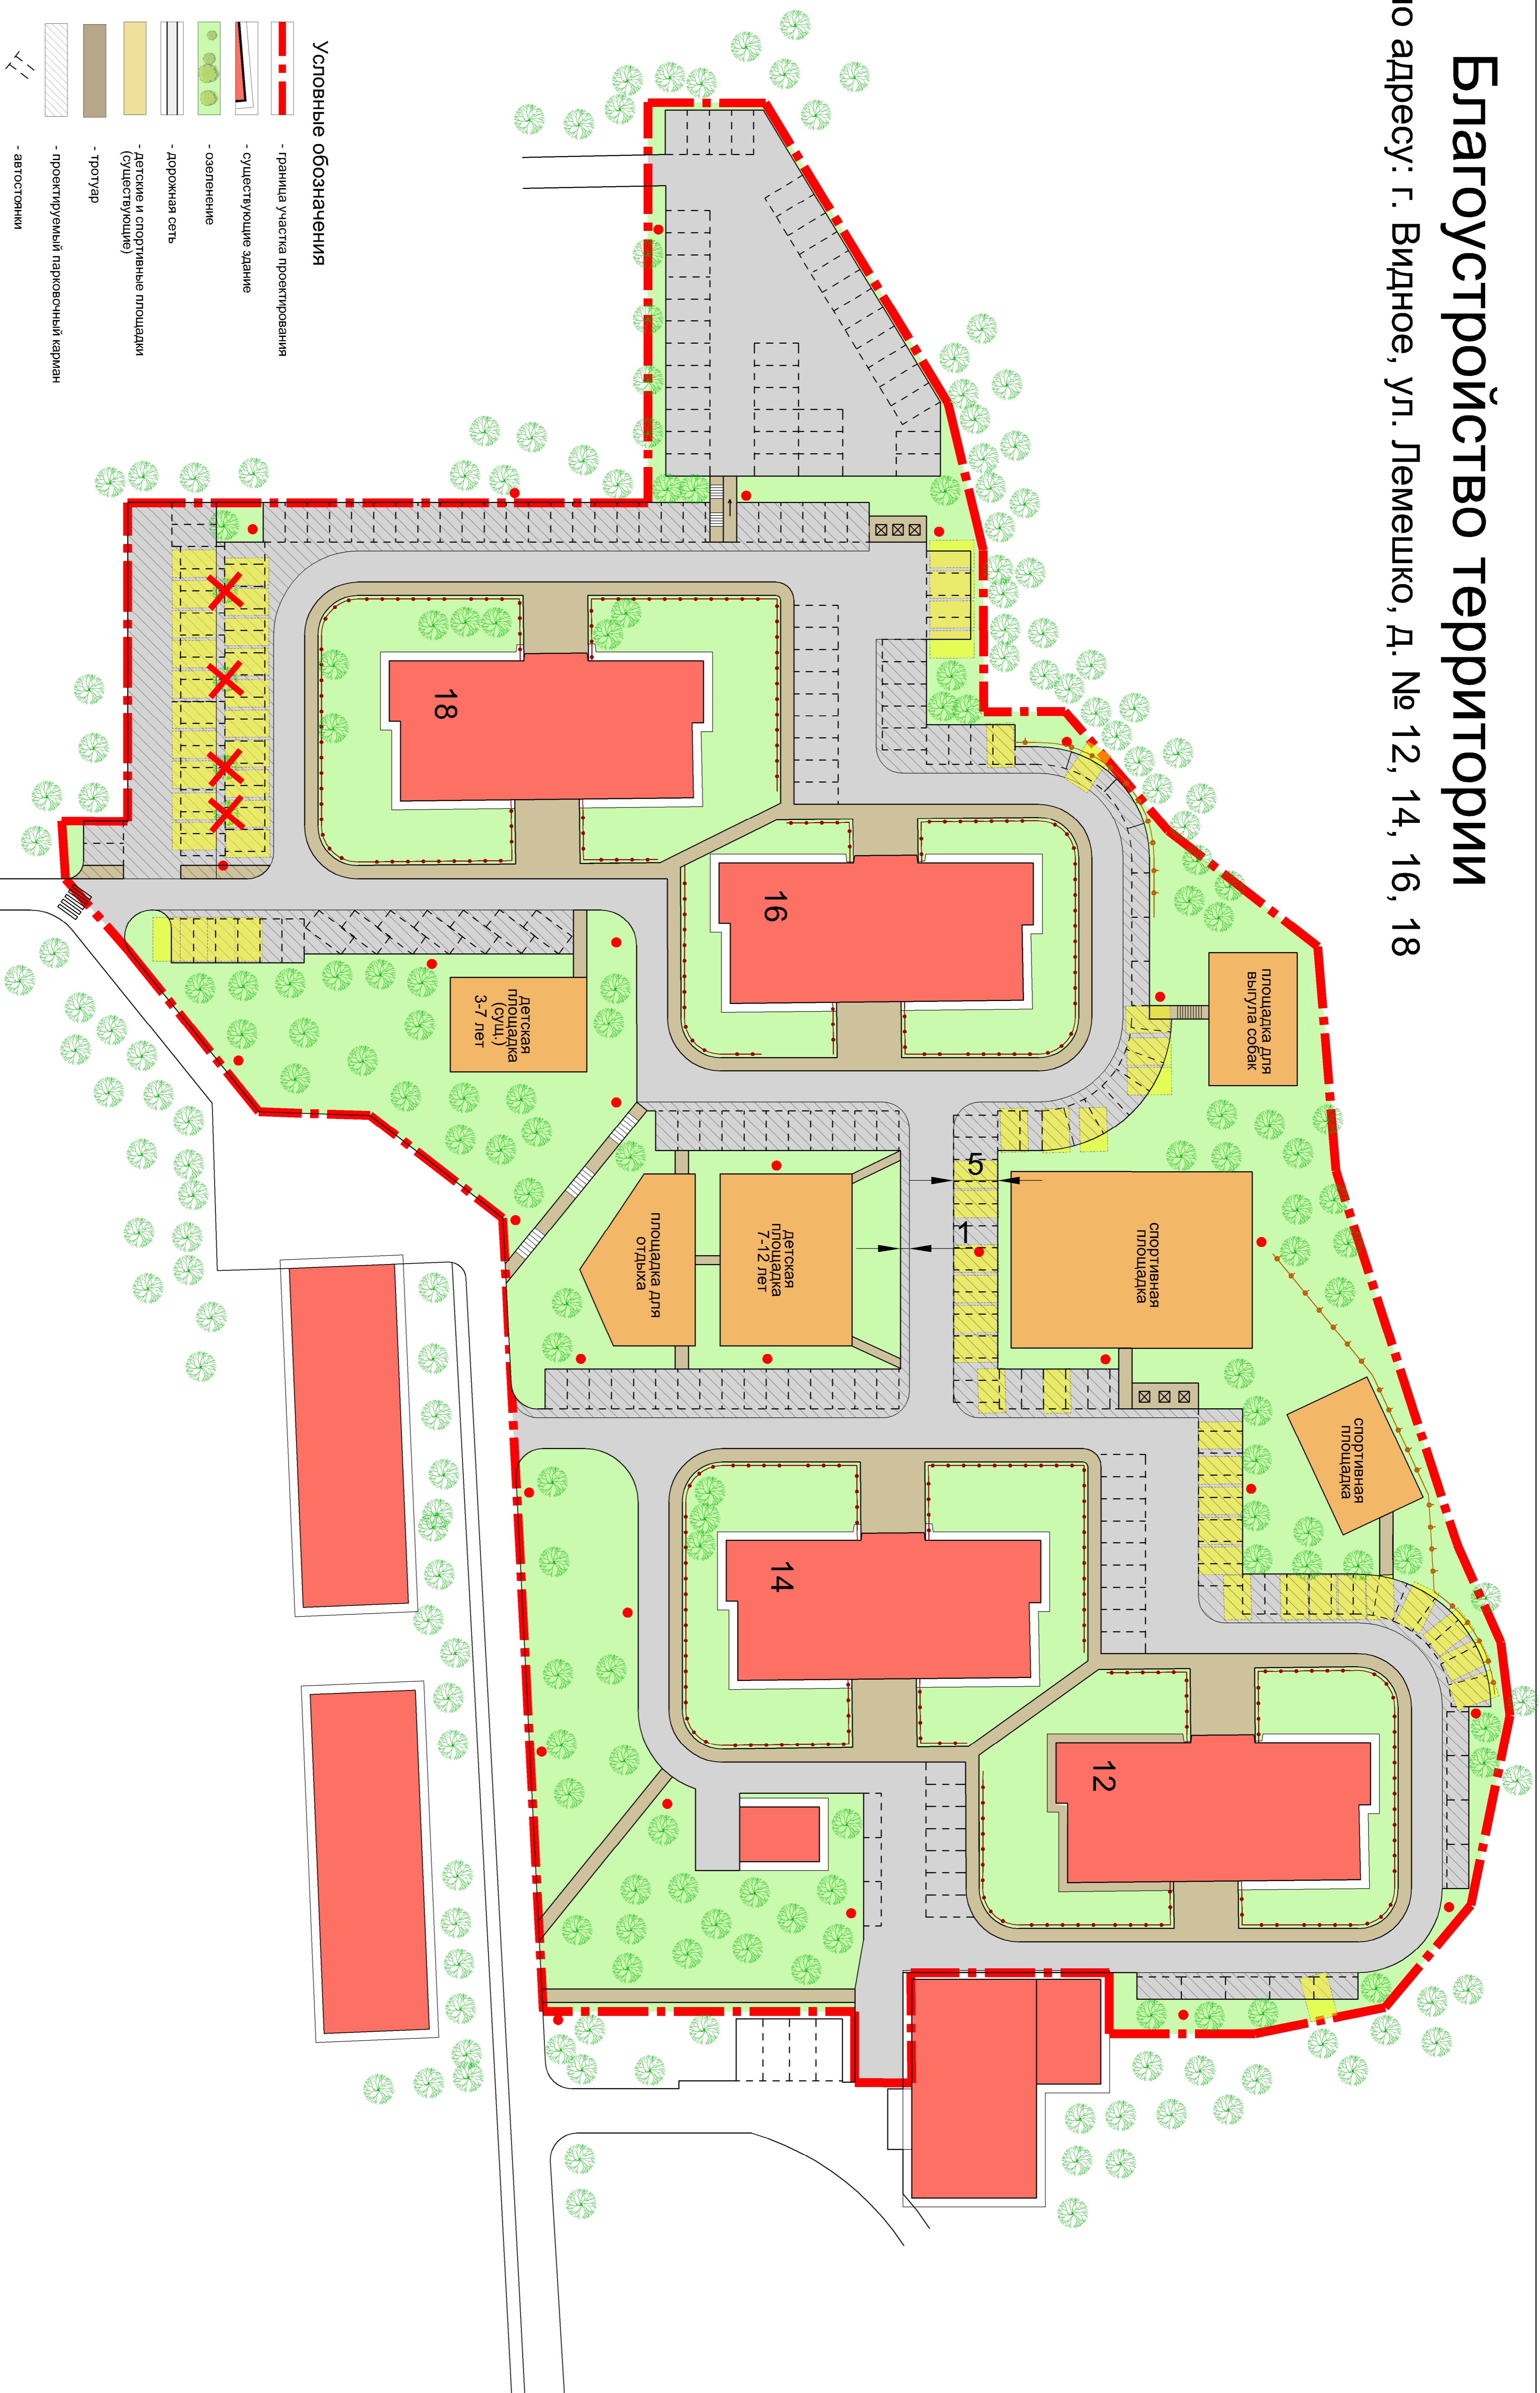 Благоустройство территории
по адресу: г. Видное, ул. Лемешко, д. № 12, 14, 16, 18
площадка для
выгула собак
спортивная
площадка
спортивная
площадка
5
1
детская
площадка
7-12 лет
площадка для
отдыха
детская
площадка
(сущ.)
3-7 лет
18
16
14
12
Условные обозначения
- граница участка проектирования
- существующие здание
- озеленение
- дорожная сеть
- детские и спортивные площадки
(существующие)
- тротуар
- проектируемый парковочный карман
- автостоянки